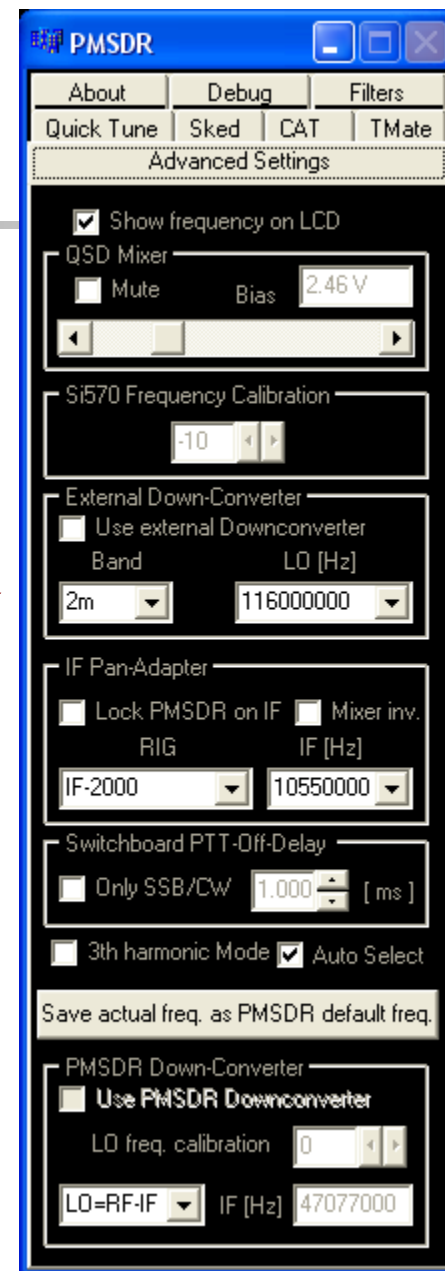 PMSDR
About Debug Filters
Quick Tune Sked CAT TMate
Advanced Settings
Show frequency on LCD
QSD Mixer
Mute Bias 2.46 V
Si570 Frequency Calibration
-10
External Down-Converter
Use external Downconverter
Band LO [Hz]
2m 116000000
IF Pan-Adapter
Lock PMSDR on IF Mixer inv.
RIG IF [Hz]
IF-2000 10550000
Switchboard PTT-Off-Delay
Only SSB/CW 1.000 [ ms ]
3th harmonic Mode Auto Select
Save actual freq. as PMSDR default freq.
PMSDR Down-Converter
Use PMSDR Downconverter
LO freq. calibration 0
LO=RF-IF IF [Hz] 47077000